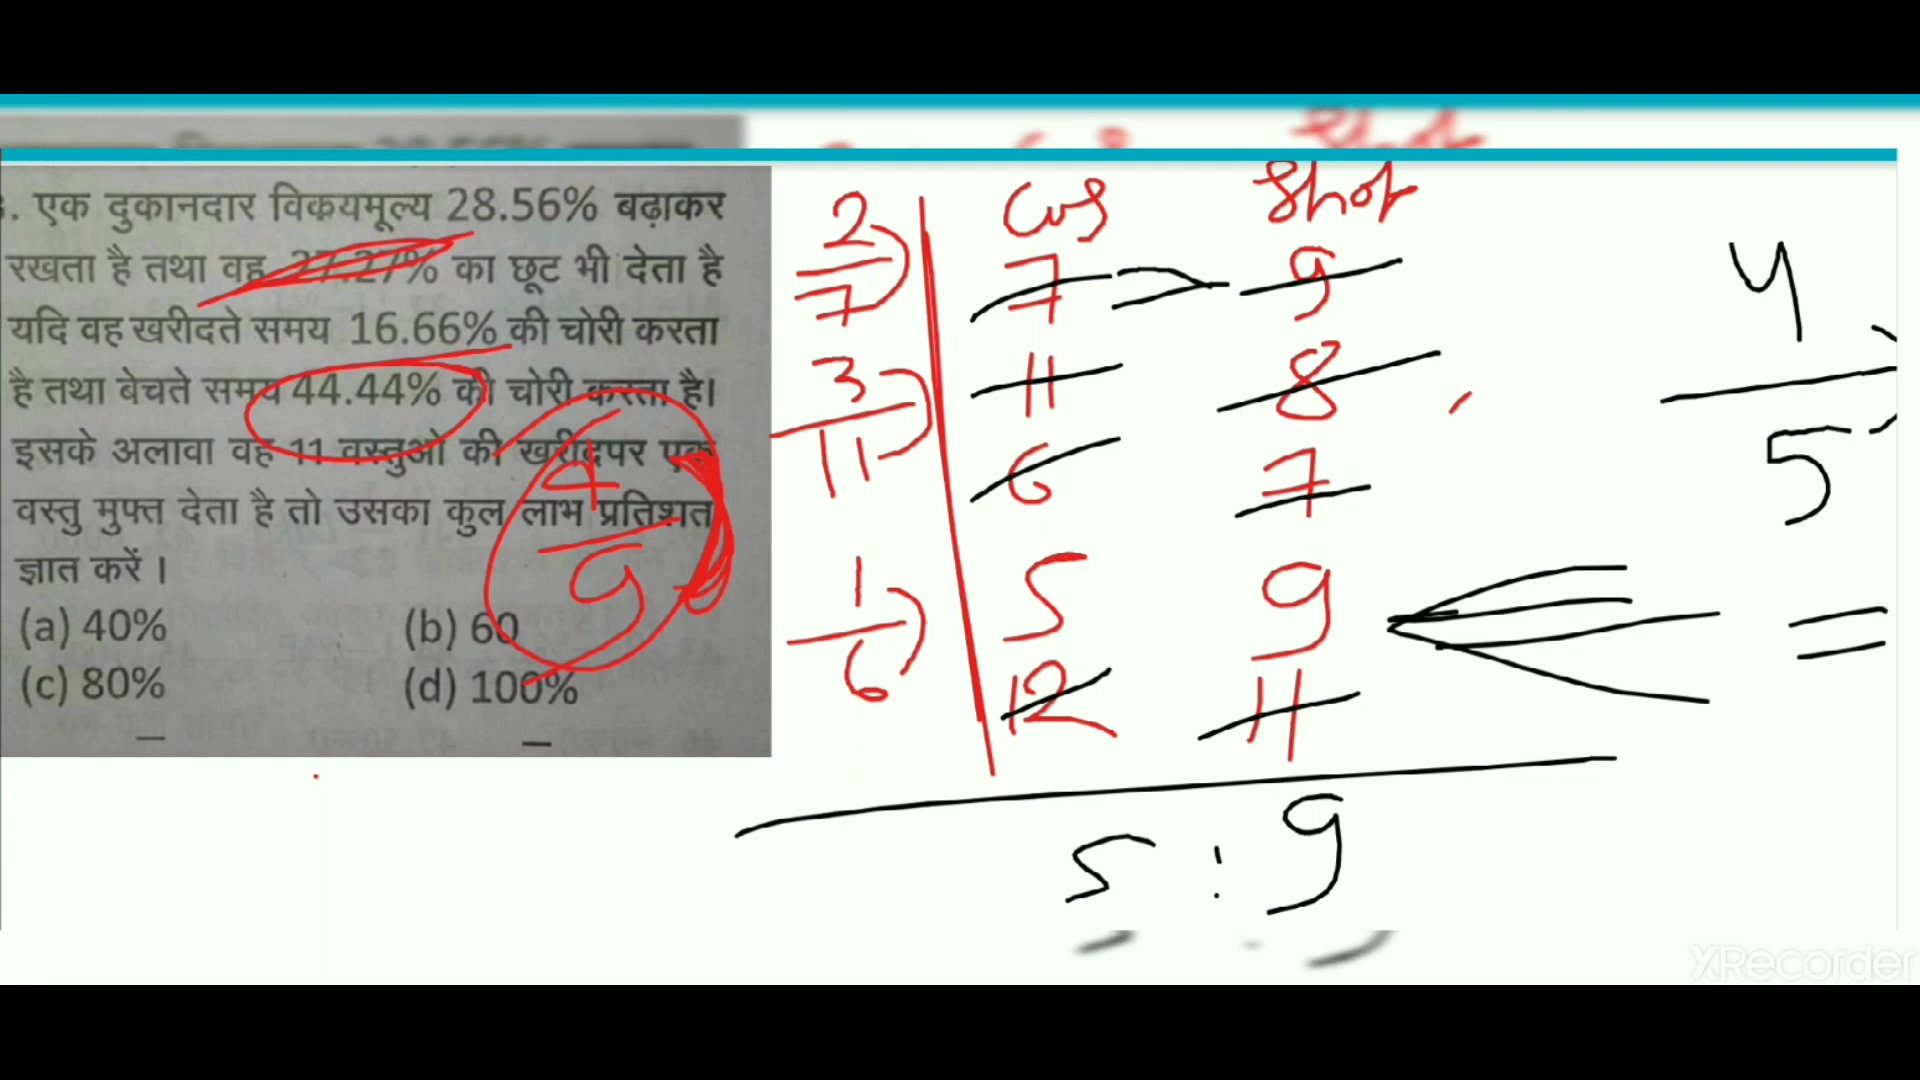 . एक दुकानदार विक्रयमूल्य 28.56% बढ़ाकर
रखता है तथा वह 27.27% का छूट भी देता है
यदि वह खरीदते समय 16.66% की चोरी करता
है तथा बेचते समय 44.44% की चोरी करता है।
इसके अलावा वह 11 वस्तुओ की खरीदपर एक
वस्तु मुफ्त देता है तो उसका कुल लाभ प्रतिशत
ज्ञात करें ।
(a) 40% (b) 60
(c) 80% (d) 100%
4
9
Cus Shop
2
7 7 9
3
11 11 8
6 7
1
6 5 9
12 11
5 : 9
4
5
=
XRecorder